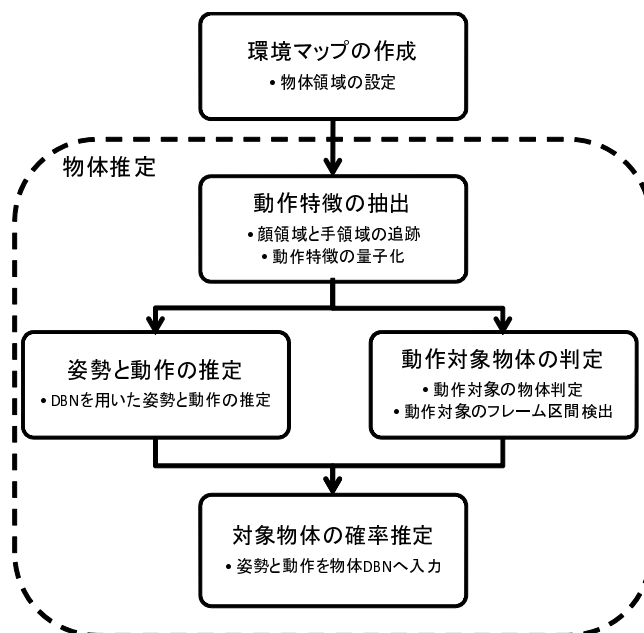 環境マップの作成
• 物体領域の設定
物体推定
動作特徴の抽出
• 顔領域と手領域の追跡
• 動作特徴の量子化
姿勢と動作の推定
• DBNを用いた姿勢と動作の推定
動作対象物体の判定
• 動作対象の物体判定
• 動作対象のフレーム区間検出
対象物体の確率推定
• 姿勢と動作を物体DBNへ入力